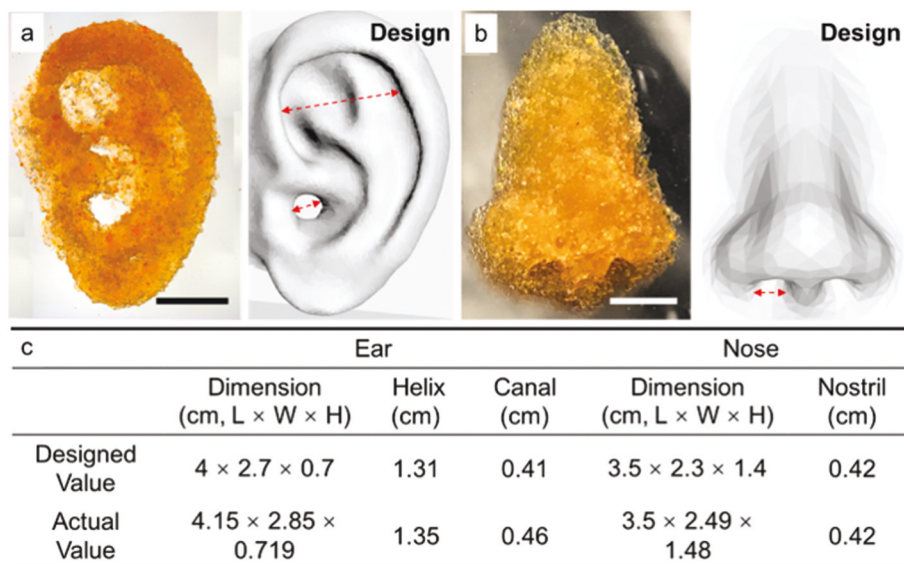 a
Design
b
Design
c
Ear
Nose
Dimension
(cm, L × W × H)
Helix
(cm)
Canal
(cm)
Dimension
(cm, L × W × H)
Nostril
(cm)
Designed
Value
4 × 2.7 × 0.7
1.31
0.41
3.5 × 2.3 × 1.4
0.42
Actual
Value
4.15 × 2.85 ×
0.719
1.35
0.46
3.5 × 2.49 ×
1.48
0.42